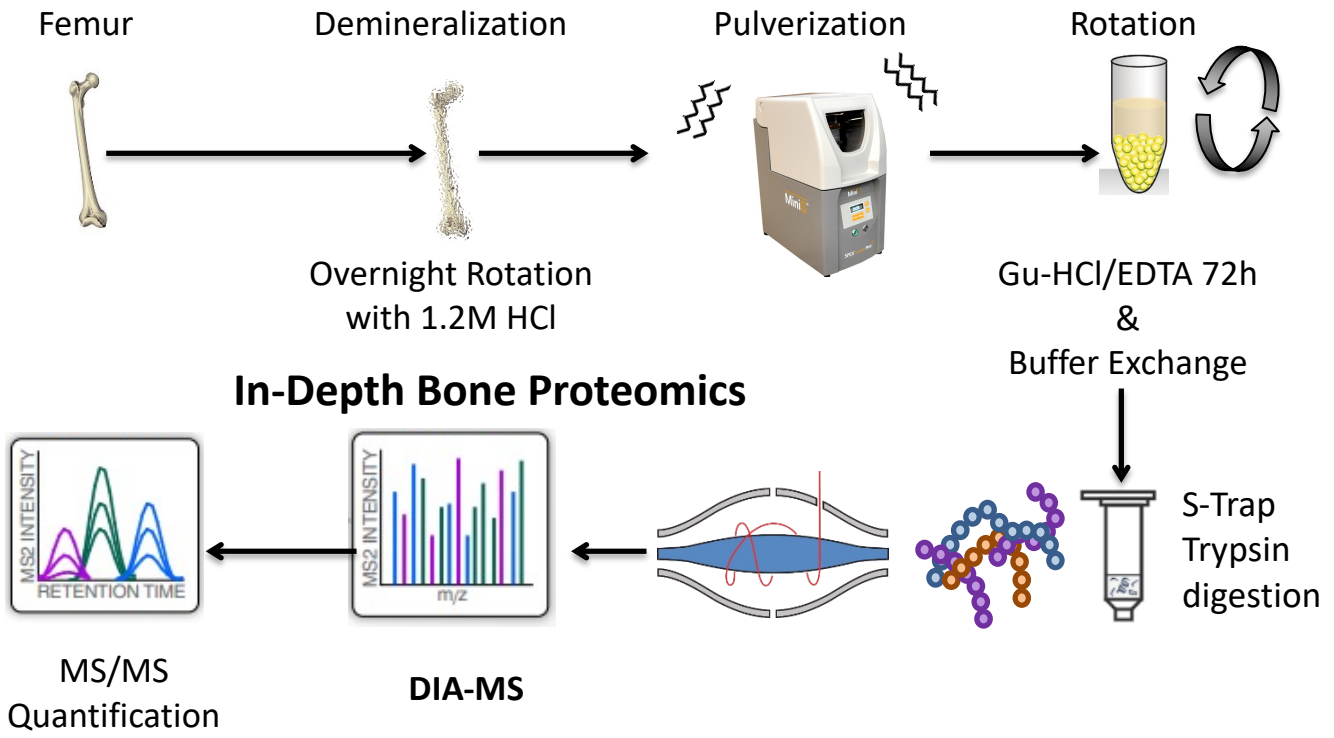 Femur
Demineralization
Pulverization
Rotation
Mini
Overnight Rotation
with 1.2M HCl
Gu-HCl/EDTA 72h
&
Buffer Exchange
In-Depth Bone Proteomics
MS2 INTENSITY
RETENTION TIME
MS2 INTENSITY
m/z
S-Trap
Trypsin
digestion
MS/MS
Quantification
DIA-MS